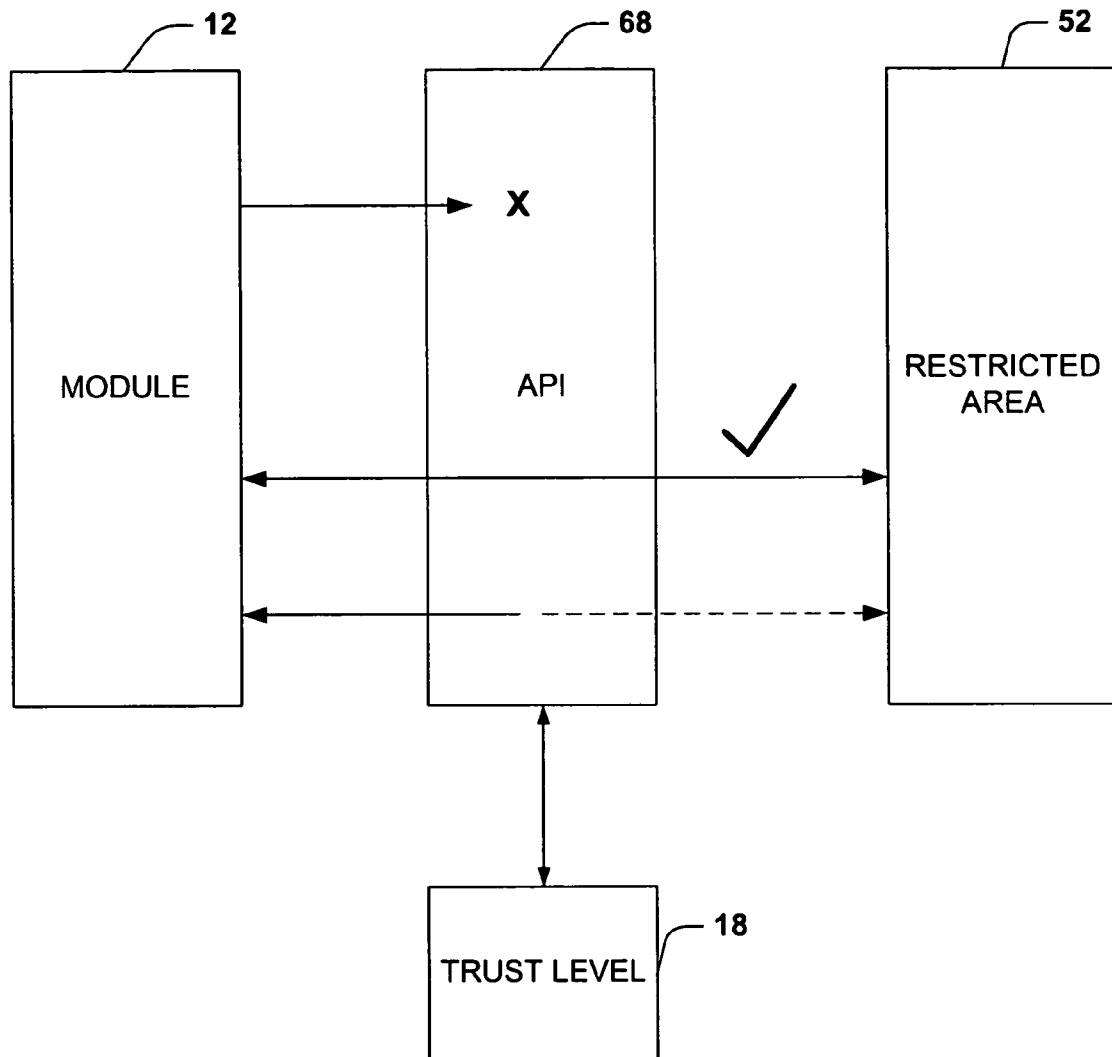 12
68
52
X
MODULE
API
RESTRICTED
AREA
18
TRUST LEVEL